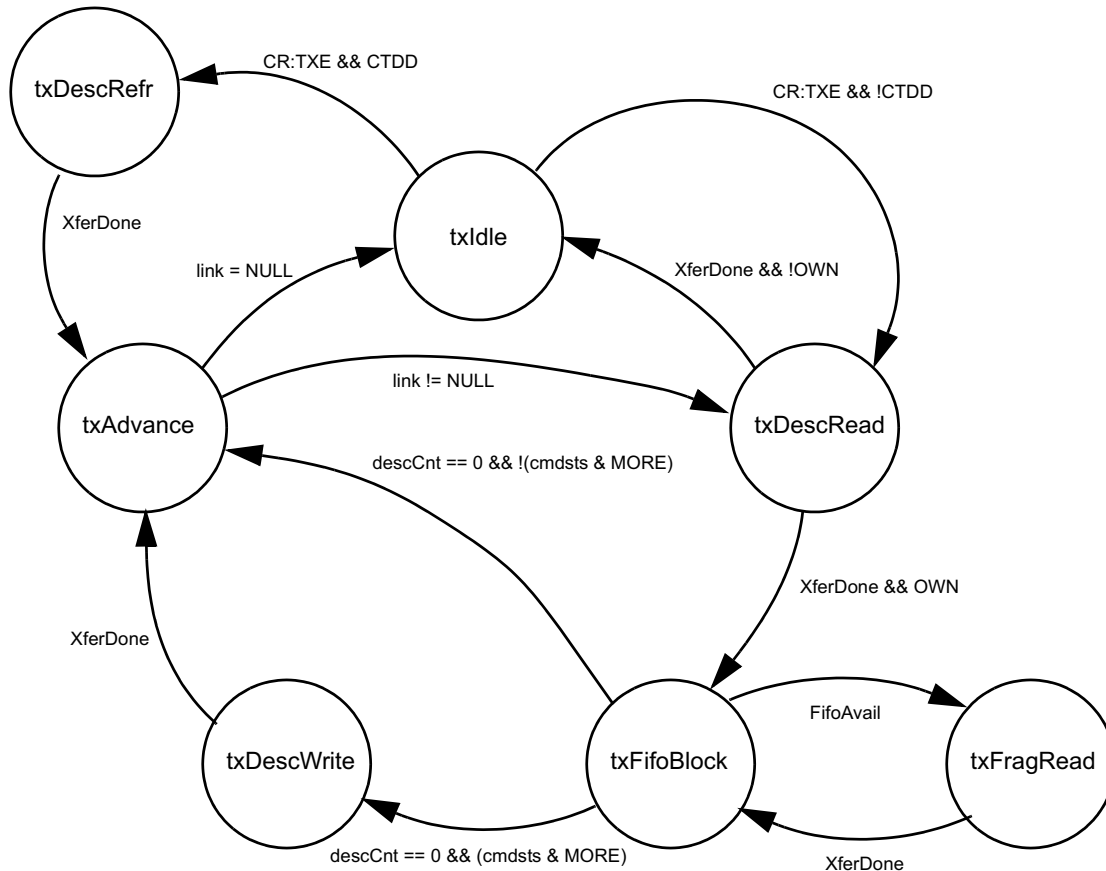 CR:TXE && CTDD
txDescRefr
CR:TXE && !CTDD
XferDone
txIdle
link = NULL
XferDone && !OWN
link != NULL
txAdvance
txDescRead
descCnt == 0 && !(cmdsts & MORE)
XferDone && OWN
XferDone
FifoAvail
txDescWrite
txFifoBlock
txFragRead
descCnt == 0 && (cmdsts & MORE)
XferDone